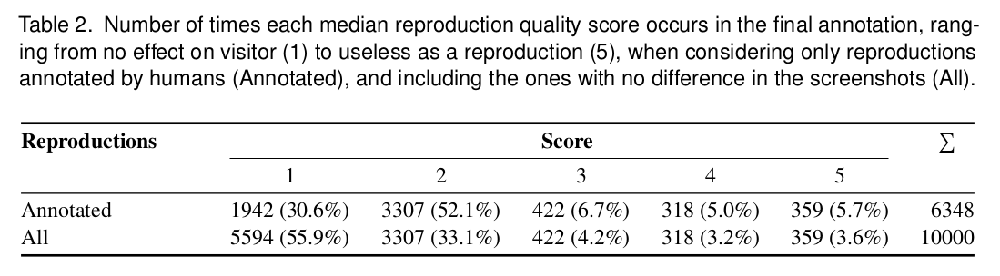 Table 2. Number of times each median reproduction quality score occurs in the final annotation, rang-
ing from no effect on visitor (1) to useless as a reproduction (5), when considering only reproductions
annotated by humans (Annotated), and including the ones with no difference in the screenshots (All).
Reproductions Score ∑
1 2 3 4 5
Annotated 1942 (30.6%) 3307 (52.1%) 422 (6.7%) 318 (5.0%) 359 (5.7%) 6348
All 5594 (55.9%) 3307 (33.1%) 422 (4.2%) 318 (3.2%) 359 (3.6%) 10000